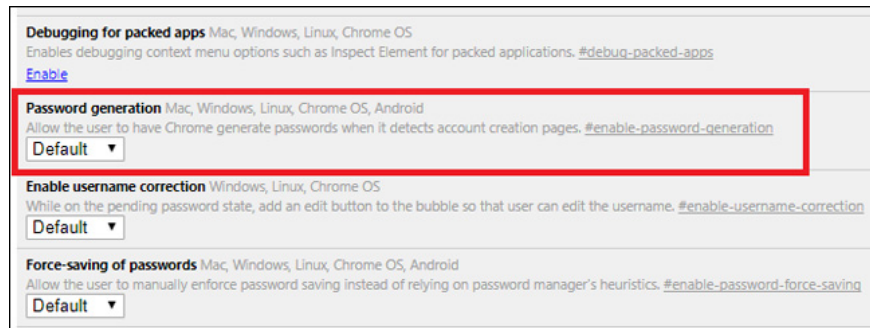 Debugging for packed apps Mac, Windows, Linux, Chrome OS
Enables debugging context menu options such as Inspect Element for packed applications. #debug-packed-apps
Enable
Password generation Mac, Windows, Linux, Chrome OS, Android
Allow the user to have Chrome generate passwords when it detects account creation pages. #enable-password-generation
Default
Enable username correction Windows, Linux, Chrome OS
While on the pending password state, add an edit button to the bubble so that user can edit the username. #enable-username-correction
Default
Force-saving of passwords Mac, Windows, Linux, Chrome OS, Android
Allow the user to manually enforce password saving instead of relying on password manager's heuristics. #enable-password-force-saving
Default